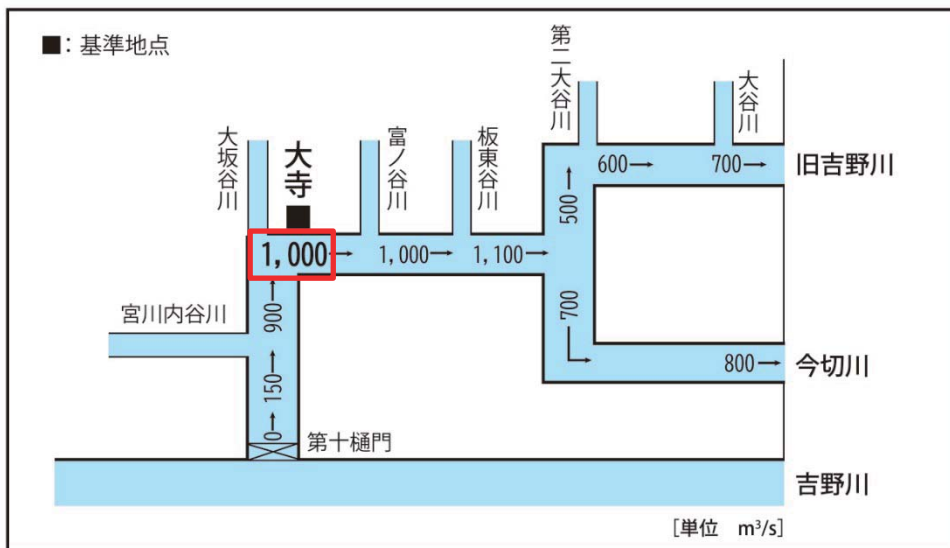 ■：基準地点
大坂谷川
大寺
富ノ谷川
板東谷川
第二大谷川
大谷川
600→
700→
旧吉野川
500→
1,000→
1,000→
1,100→
900→
宮川内谷川
700
150→
800→
今切川
0→
第十樋門
吉野川
[単位 m³/s]